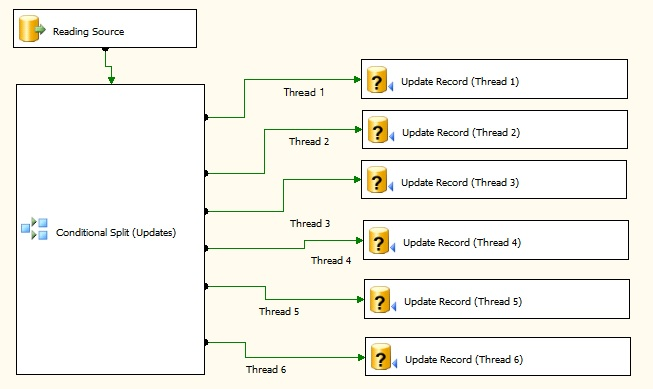 Reading Source
Thread 1
Update Record (Thread 1)
Thread 2
Update Record (Thread 2)
Thread 3
Update Record (Thread 3)
Conditional Split (Updates)
Thread 4
Update Record (Thread 4)
Thread 5
Update Record (Thread 5)
Thread 6
Update Record (Thread 6)